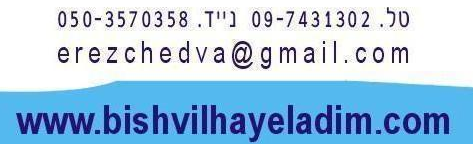 טל. 09-7431302 נייד. 050-3570358
erezchedva@gmail.com
www.bishvilhayeladim.com